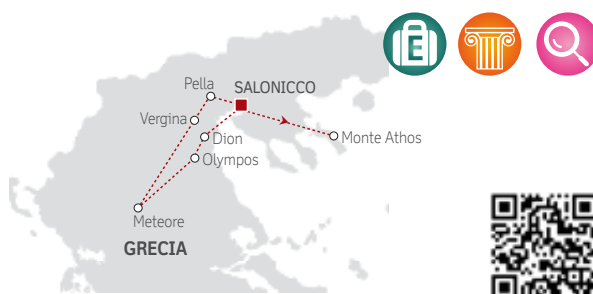 E
Pella
SALONICCO
Vergina
Dion
Monte Athos
Olympos
Meteore
GRECIA